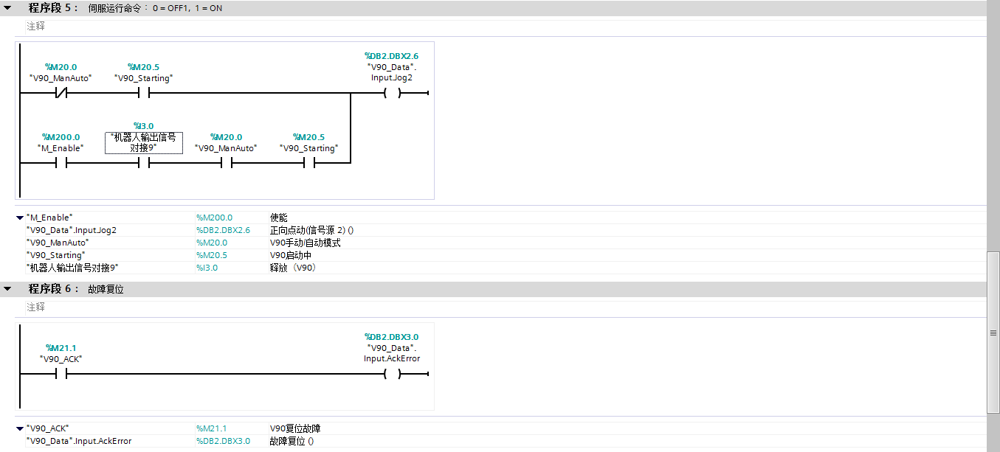 程序段 5： 伺服运行命令：0 = OFF1, 1 = ON
注释
%DB2.DBX2.6
%M20.0 %M20.5 "V90_Data".
"V90_ManAuto" "V90_Starting" Input.Jog2
%I3.0
%M200.0 "机器人输出信号 %M20.0 %M20.5
"M_Enable" 对接9" "V90_ManAuto" "V90_Starting"
"M_Enable" %M200.0 使能
"V90_Data".Input.Jog2 %DB2.DBX2.6 正向点动(信号源 2) ()
"V90_ManAuto" %M20.0 V90手动/自动模式
"V90_Starting" %M20.5 V90启动中
"机器人输出信号对接9" %I3.0 释放（V90）
程序段 6： 故障复位
注释
%DB2.DBX3.0
%M21.1 "V90_Data".
"V90_ACK" Input.AckError
"V90_ACK" %M21.1 V90复位故障
"V90_Data".Input.AckError %DB2.DBX3.0 故障复位 ()